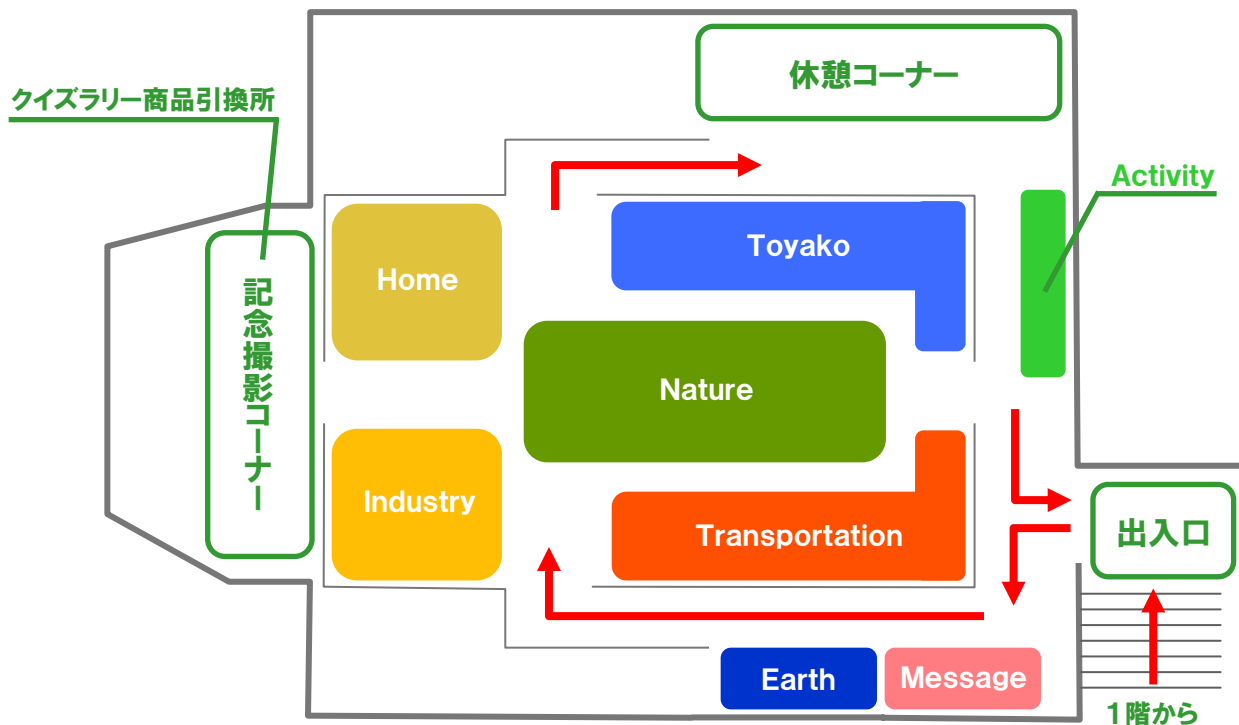 休憩コーナー
クイズラリー商品引換所
Activity
Toyako
Home
記念撮影コーナー
Nature
Industry
Transportation
出入口
Earth
Message
1階から